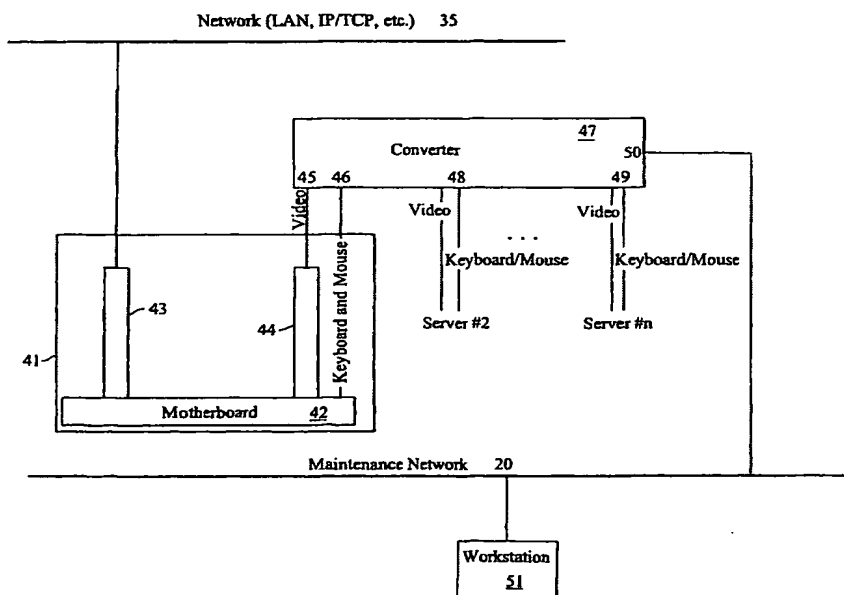 Network (LAN, IP/TCP, etc.) 35
47
Converter
50
45 46 48 49
Video
Keyboard and Mouse
Video
Video
. . .
Keyboard/Mouse
Keyboard/Mouse
Server #2
Server #n
43
44
41
Motherboard 42
Maintenance Network 20
Workstation
51